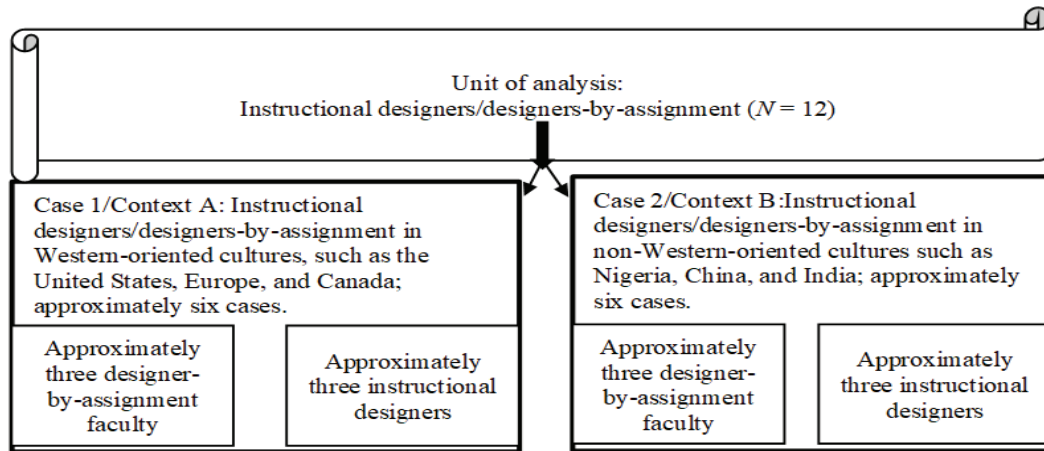 Unit of analysis:
Instructional designers/designers-by-assignment (N = 12)
Case 1/Context A: Instructional
designers/designers-by-assignment in
Western-oriented cultures, such as the
United States, Europe, and Canada;
approximately six cases.
Approximately
three designer-
by-assignment
faculty
Approximately
three instructional
designers
Case 2/Context B:Instructional
designers/designers-by-assignment in
non-Western-oriented cultures such as
Nigeria, China, and India; approximately
six cases.
Approximately
three designer-
by-assignment
faculty
Approximately
three instructional
designers